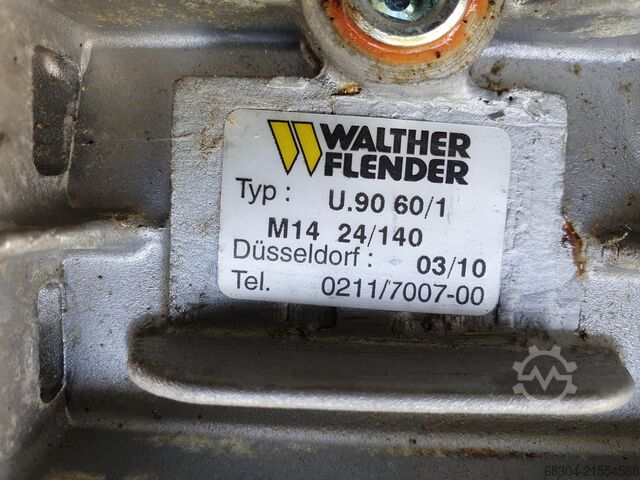 WALTHER
FLENDER
Typ : U.90 60/1
M14 24/140
Düsseldorf : 03/10
Tel. 0211/7007-00
68304-21554568